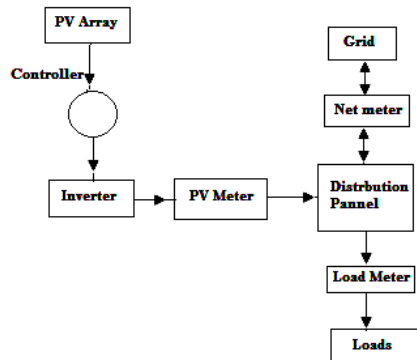 PV Array
Grid
Controller
Net meter
Inverter
PV Meter
Distrbution
Pannel
Load Meter
Loads